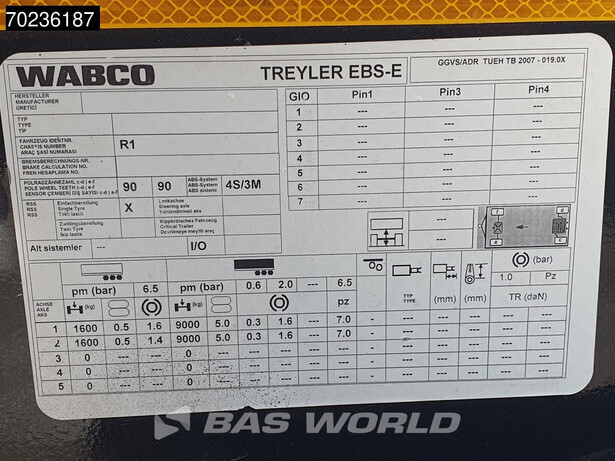 70236187
WABCO TREYLER EBS-E GGVS/ADR TUEH TB 2007 - 019.0X
HERSTELLER
MANUFACTURER
ÜRETİCİ
TYP
TYPE
TİP
FAHRZEUG IDENTNR.
CHASSIS NUMBER
ARAÇ ŞASİ NUMARASI
R1
BREMSBERECHNUNGS-NR.
BRAKE CALCULATION NO.
FREN HESAPLAMA NO.
POLRADZÄHNEZAHL c-d | e-f
POLE WHEEL TEETH c-d | e-f
SENSOR ÇEMBERİ DİŞ SAYISI c-d | e-f
90 90
ABS-System
ABS-System
ABS sistemi
4S/3M
RSS Einfachbereifung
RSS Single Tyre
RSS Tekli lastik
X
Lenkachse
Steering axle
Yönlendirmeli aks
---
Zwillingsbereifung
Twin Tyre
İkiz lastik
Kippkritisches Fahrzeug
Critical Trailer
Devrilmeye meyilli araç
---
Alt sistemler --- I/O
GIO Pin1 Pin3 Pin4
1 --- --- ---
2 --- --- ---
3 --- --- ---
4 --- --- ---
5 --- --- ---
6 --- --- ---
7 --- --- ---
pm (bar) 6.5 pm (bar) 0.6 2.0 --- 6.5
(bar)
1.0 Pz
ACHSE
AXLE
AKS
(kg) (kg) pz
TYP
TYPE
(mm) (mm) TR (daN)
1 1600 0.5 1.6 9000 5.0 0.3 1.6 --- 7.0 --- --- --- --- --- ---
2 1600 0.5 1.4 9000 5.0 0.3 1.6 --- 7.0 --- --- --- --- --- ---
3 0 --- --- 0 --- --- --- --- --- --- --- --- --- --- ---
4 0 --- --- 0 --- --- --- --- --- --- --- --- --- --- ---
5 0 --- --- 0 --- --- --- --- --- --- --- --- --- --- ---
BAS WORLD